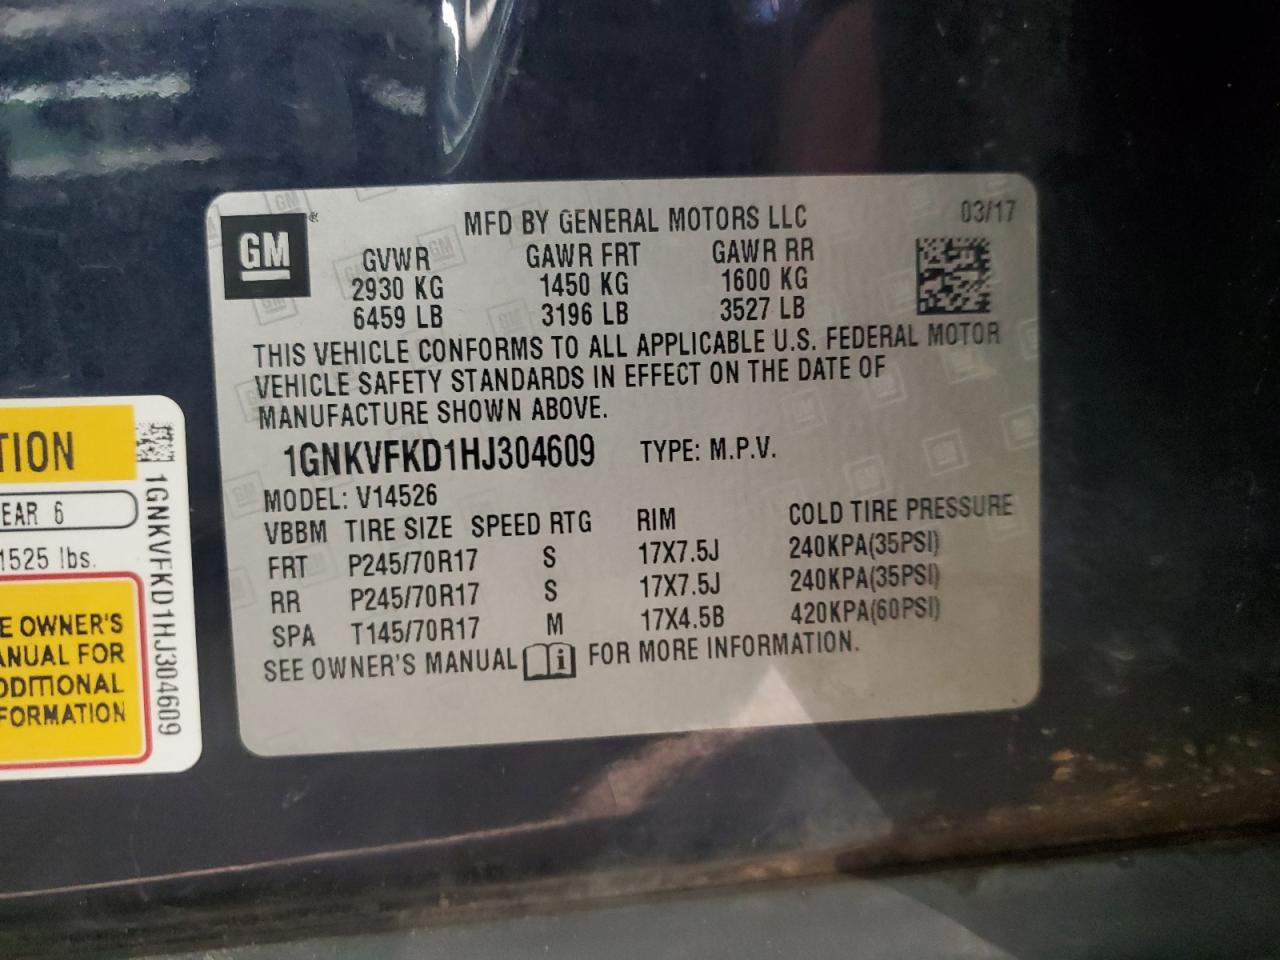 GM
®
MFD BY GENERAL MOTORS LLC
03/17
GVWR GAWR FRT GAWR RR
2930 KG 1450 KG 1600 KG
6459 LB 3196 LB 3527 LB
THIS VEHICLE CONFORMS TO ALL APPLICABLE U.S. FEDERAL MOTOR
VEHICLE SAFETY STANDARDS IN EFFECT ON THE DATE OF
MANUFACTURE SHOWN ABOVE.
1GNKVFKD1HJ304609 TYPE: M.P.V.
MODEL: V14526
VBBM TIRE SIZE SPEED RTG RIM COLD TIRE PRESSURE
FRT P245/70R17 S 17X7.5J 240KPA(35PSI)
RR P245/70R17 S 17X7.5J 240KPA(35PSI)
SPA T145/70R17 M 17X4.5B 420KPA(60PSI)
SEE OWNER'S MANUAL i FOR MORE INFORMATION.
TION
EAR 6
1525 lbs.
E OWNER'S
ANUAL FOR
DDITIONAL
FORMATION
1GNKVFKD1HJ304609